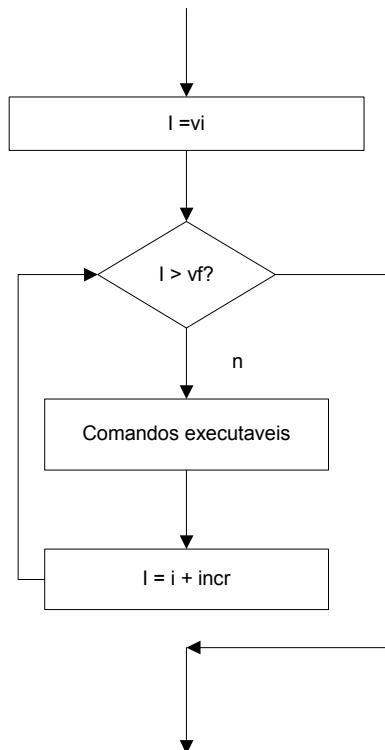 I =vi
I > vf?
n
Comandos executaveis
I = i + incr